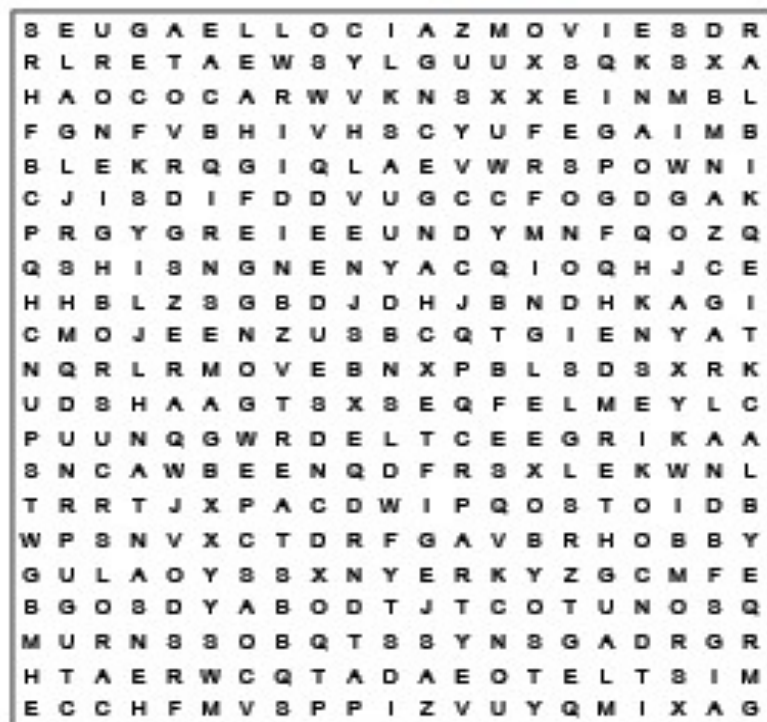 S E U G A E L L O C I A Z M O V I E S D R
R L R E T A E W S Y L G U U X S Q K S X A
H A O C O C A R W V K N S X X E I N M B L
F G N F V B H I V H S C Y U F E G A I M B
B L E K R Q G I Q L A E V W R S P O W N I
C J I S D I F D D V U G C C F O G D G A K
P R G Y G R E I E E U N D Y M N F Q O Z Q
Q S H I S N G N E N Y A C Q I O Q H J C E
H H B L Z S G B D J D H J B N D H K A G I
C M O J E E N Z U S B C Q T G I E N Y A T
N Q R L R M O V E B N X P B L S D S X R K
U D S H A A G T S X S E Q F E L M E Y L C
P U U N Q G W R D E L T C E E G R I K A A
S N C A W B E E N Q D F R S X L E K W N L
T R R T J X P A C D W I P Q O S T O I D B
W P S N V X C T D R F G A V B R H O B B Y
G U L A O Y S S X N Y E R K Y Z G C M F E
B G O S D Y A B O D T J T C O T U N O S Q
M U R N S S O B Q T S S Y N S G A D R G R
H T A E R W C Q T A D A E O T E L T S I M
E C C H F M V S P P I Z V U Y Q M I X A G